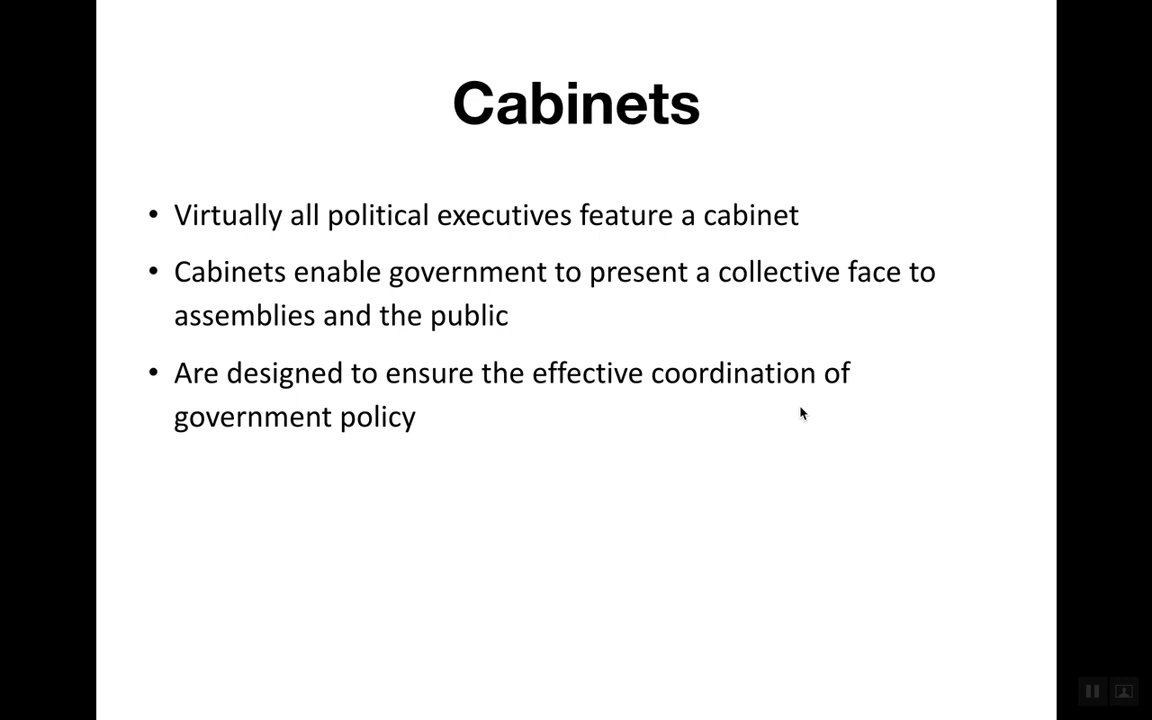 Cabinets
• Virtually all political executives feature a cabinet
• Cabinets enable government to present a collective face to
assemblies and the public
• Are designed to ensure the effective coordination of
government policy